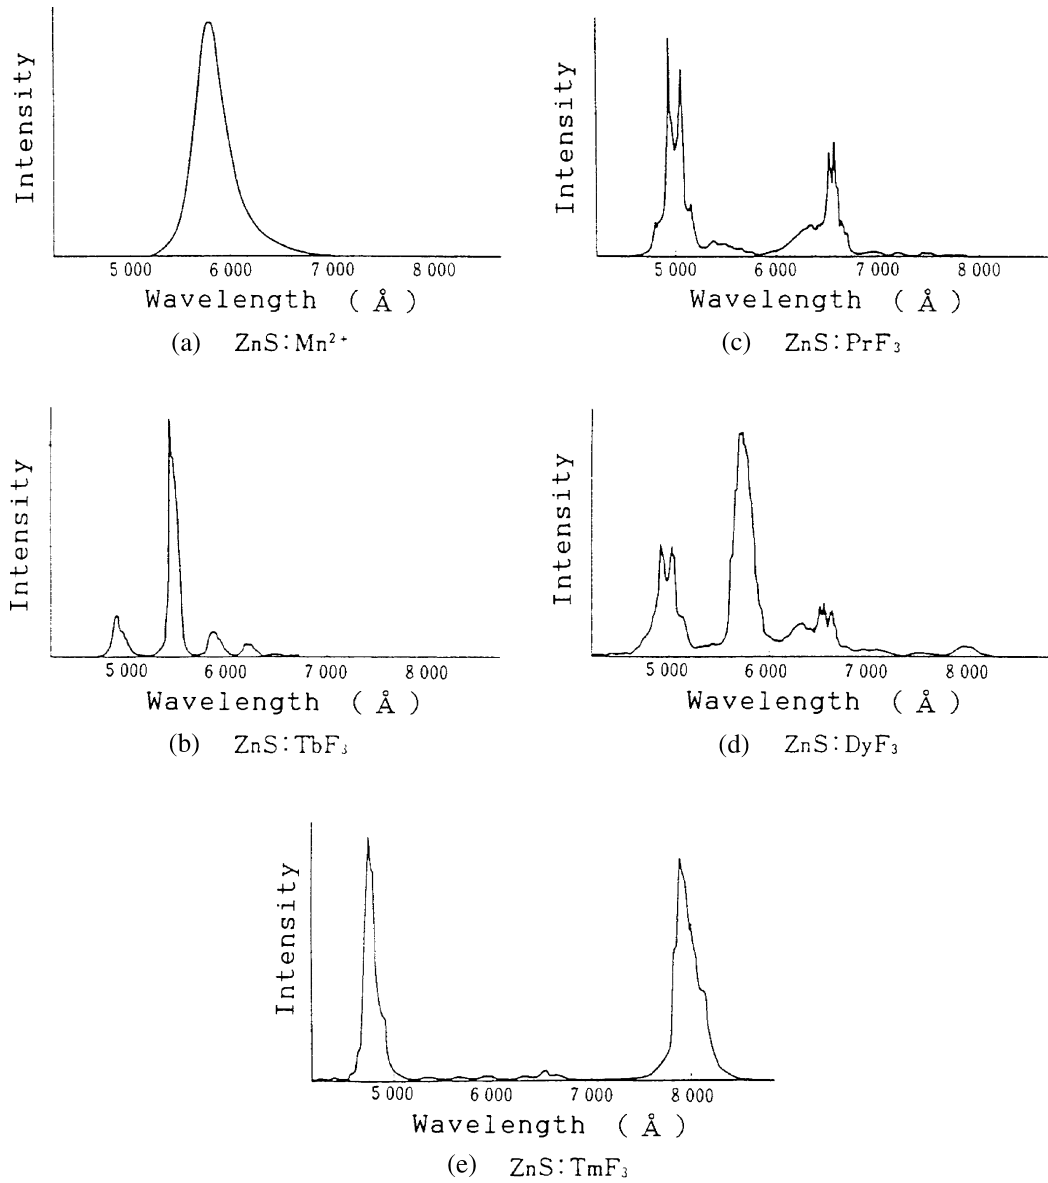 Intensity
5 000 6 000 7 000 8 000
Wavelength ( Å )
(a) ZnS:Mn²⁺
Intensity
5 000 6 000 7 000 8 000
Wavelength ( Å )
(c) ZnS:PrF₃
Intensity
5 000 6 000 7 000 8 000
Wavelength ( Å )
(b) ZnS:TbF₃
Intensity
5 000 6 000 7 000 8 000
Wavelength ( Å )
(d) ZnS:DyF₃
Intensity
5 000 6 000 7 000 8 000
Wavelength ( Å )
(e) ZnS:TmF₃